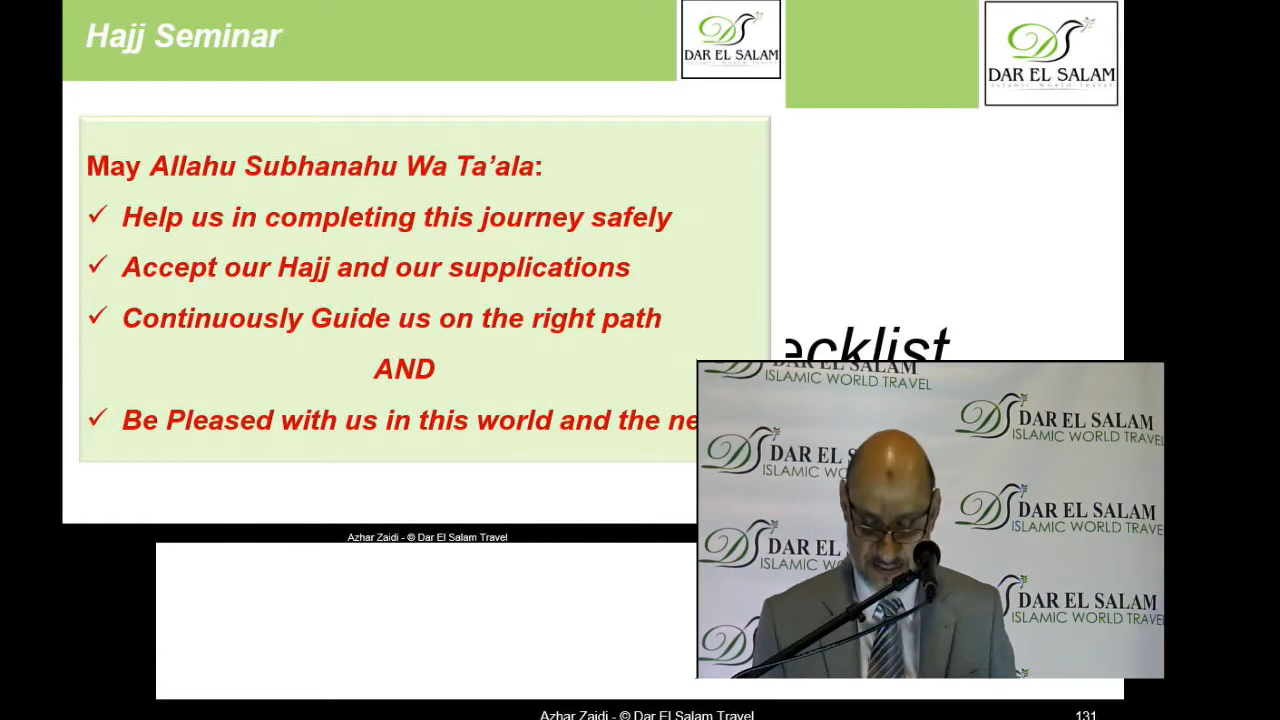 Hajj Seminar
DAR EL SALAM
ISLAMIC WORLD TRAVEL
DAR EL SALAM
ISLAMIC WORLD TRAVEL
May Allahu Subhanahu Wa Ta’ala:
✓ Help us in completing this journey safely
✓ Accept our Hajj and our supplications
✓ Continuously Guide us on the right path
AND
✓ Be Pleased with us in this world and the ne
ecklist
DAR EL SALAM
ISLAMIC WORLD TRAVEL
DAR EL SALAM
ISLAMIC WORLD TRAVEL
DAR EL S
ISLAMIC WO
DAR EL SALAM
ISLAMIC WORLD TRAVE
DAR EL
ISLAMIC WO
DAR EL SALAM
ISLAMIC WORLD TRAVE
Azhar Zaidi - © Dar El Salam Travel
Azhar Zaidi - © Dar El Salam Travel
131